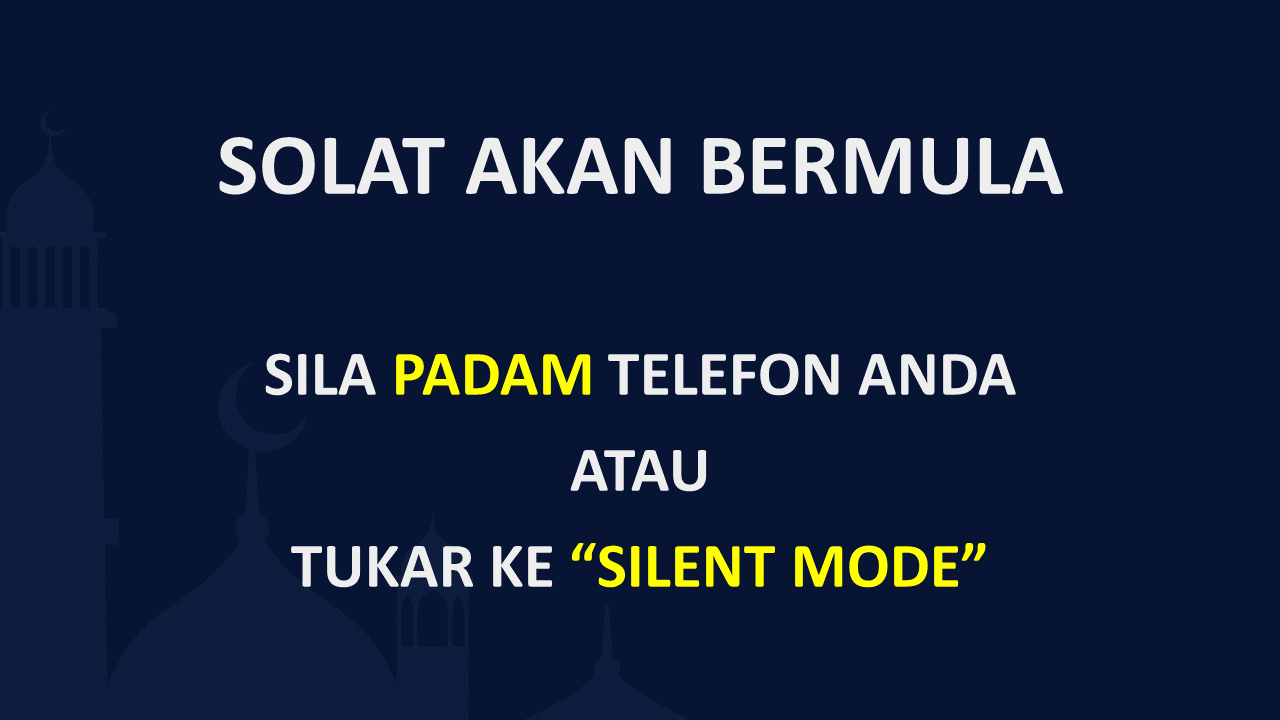 SOLAT AKAN BERMULA
SILA PADAM TELEFON ANDA
ATAU
TUKAR KE “SILENT MODE”